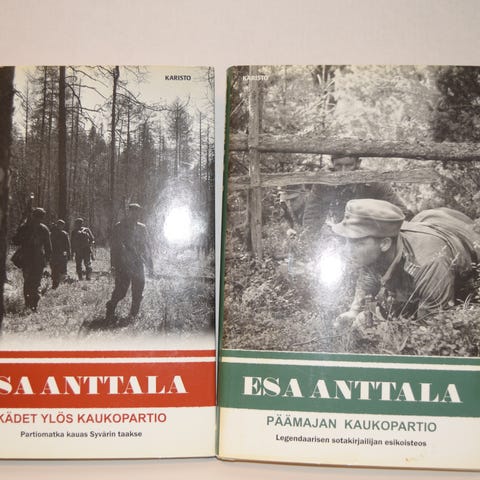 KARISTO
SA ANTTALA
KÄDET YLÖS KAUKOPARTIO
Partiomatka kauas Syvärin taakse
KARISTO
ESA ANTTALA
PÄÄMAJAN KAUKOPARTIO
Legendaarisen sotakirjailijan esikoisteos